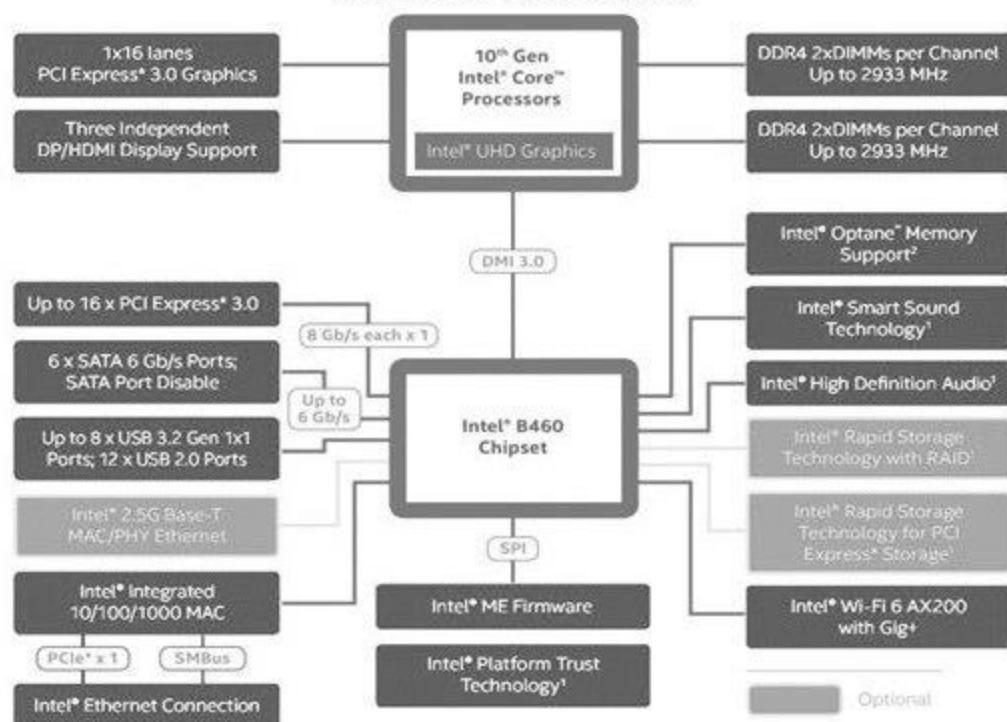 1x16 lanes
PCI Express* 3.0 Graphics
Three Independent
DP/HDMI Display Support
10th Gen
Intel® Core™
Processors
Intel® UHD Graphics
DDR4 2xDIMMs per Channel
Up to 2933 MHz
DDR4 2xDIMMs per Channel
Up to 2933 MHz
DMI 3.0
Up to 16 x PCI Express* 3.0
8 Gb/s each x 1
6 x SATA 6 Gb/s Ports;
SATA Port Disable
Up to
6 Gb/s
Up to 8 x USB 3.2 Gen 1x1
Ports; 12 x USB 2.0 Ports
Intel® 2.5G Base-T
MAC/PHY Ethernet
Intel® Integrated
10/100/1000 MAC
PCIe* x 1
SMBus
Intel® Ethernet Connection
Intel® B460
Chipset
SPI
Intel® ME Firmware
Intel® Platform Trust
Technology¹
Intel® Optane™ Memory
Support²
Intel® Smart Sound
Technology¹
Intel® High Definition Audio¹
Intel® Rapid Storage
Technology with RAID¹
Intel® Rapid Storage
Technology for PCI
Express* Storage¹
Intel® Wi-Fi 6 AX200
with Gig+
Optional